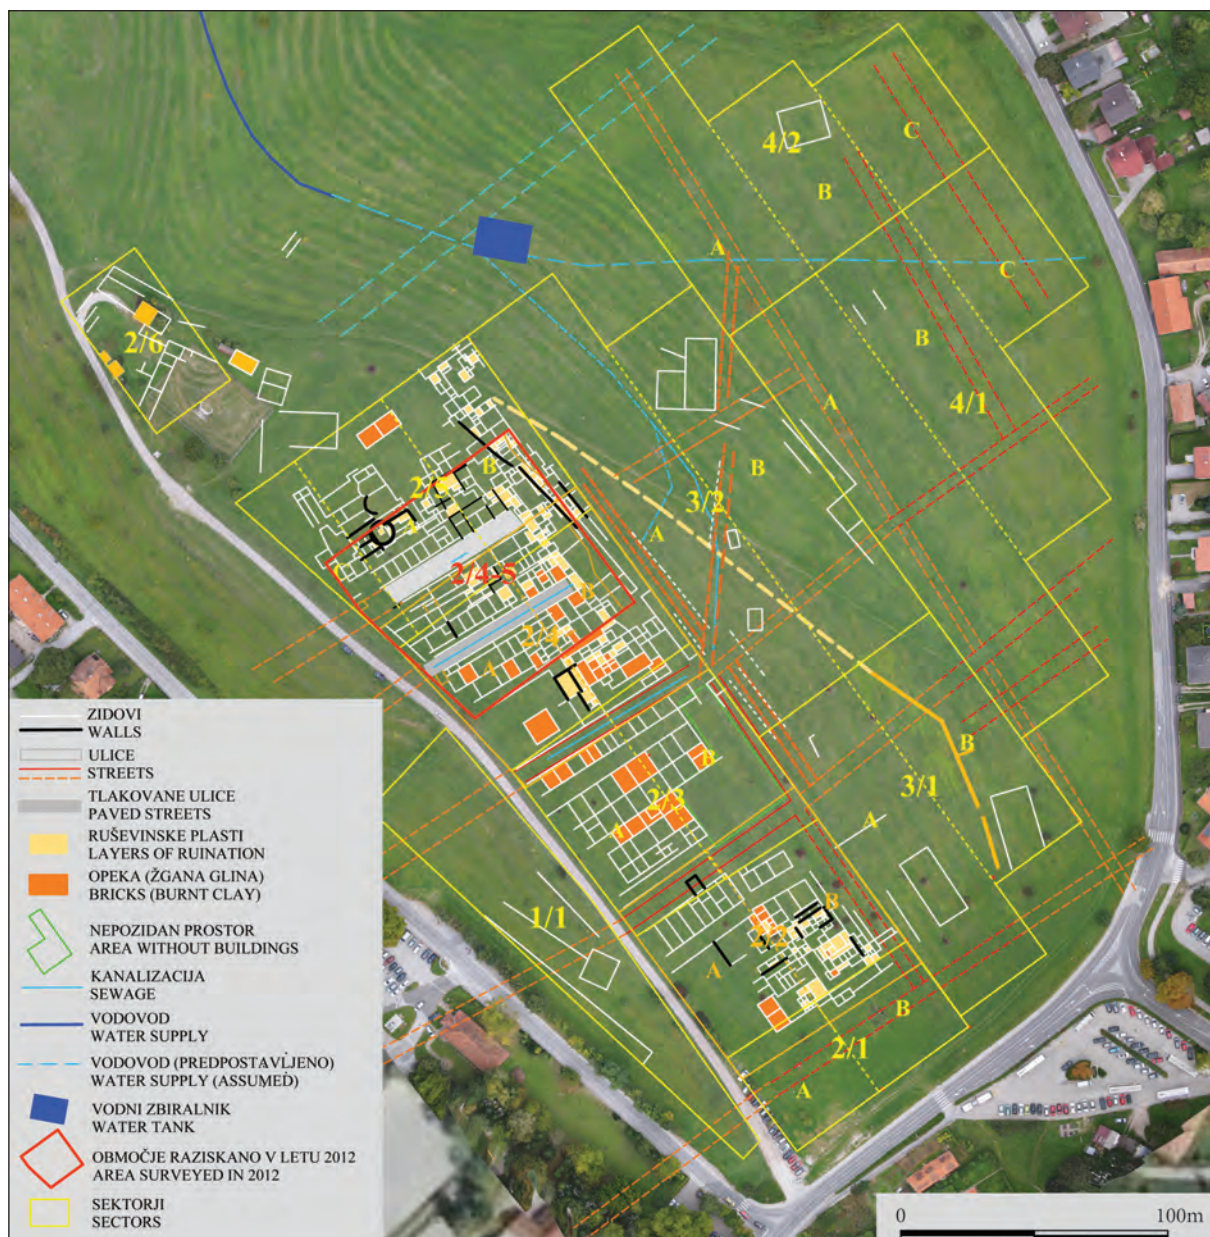 4/2
C
B
A
C
2/6
B
4/1
A
B
B
2/5
3/2
A
A
2/4-5
B
2/4
A
B
3/1
B
2/3
A
A
1/1
B
2/2
A
B
2/1
A
ZIDOVI
WALLS
ULICE
STREETS
TLAKOVANE ULICE
PAVED STREETS
RUŠEVINSKE PLASTI
LAYERS OF RUINATION
OPEKA (ŽGANA GLINA)
BRICKS (BURNT CLAY)
NEPOZIDAN PROSTOR
AREA WITHOUT BUILDINGS
KANALIZACIJA
SEWAGE
VODOVOD
WATER SUPPLY
VODOVOD (PREDPOSTAVLJENO)
WATER SUPPLY (ASSUMED)
VODNI ZBIRALNIK
WATER TANK
OBMOČJE RAZISKANO V LETU 2012
AREA SURVEYED IN 2012
SEKTORJI
SECTORS
0 100m